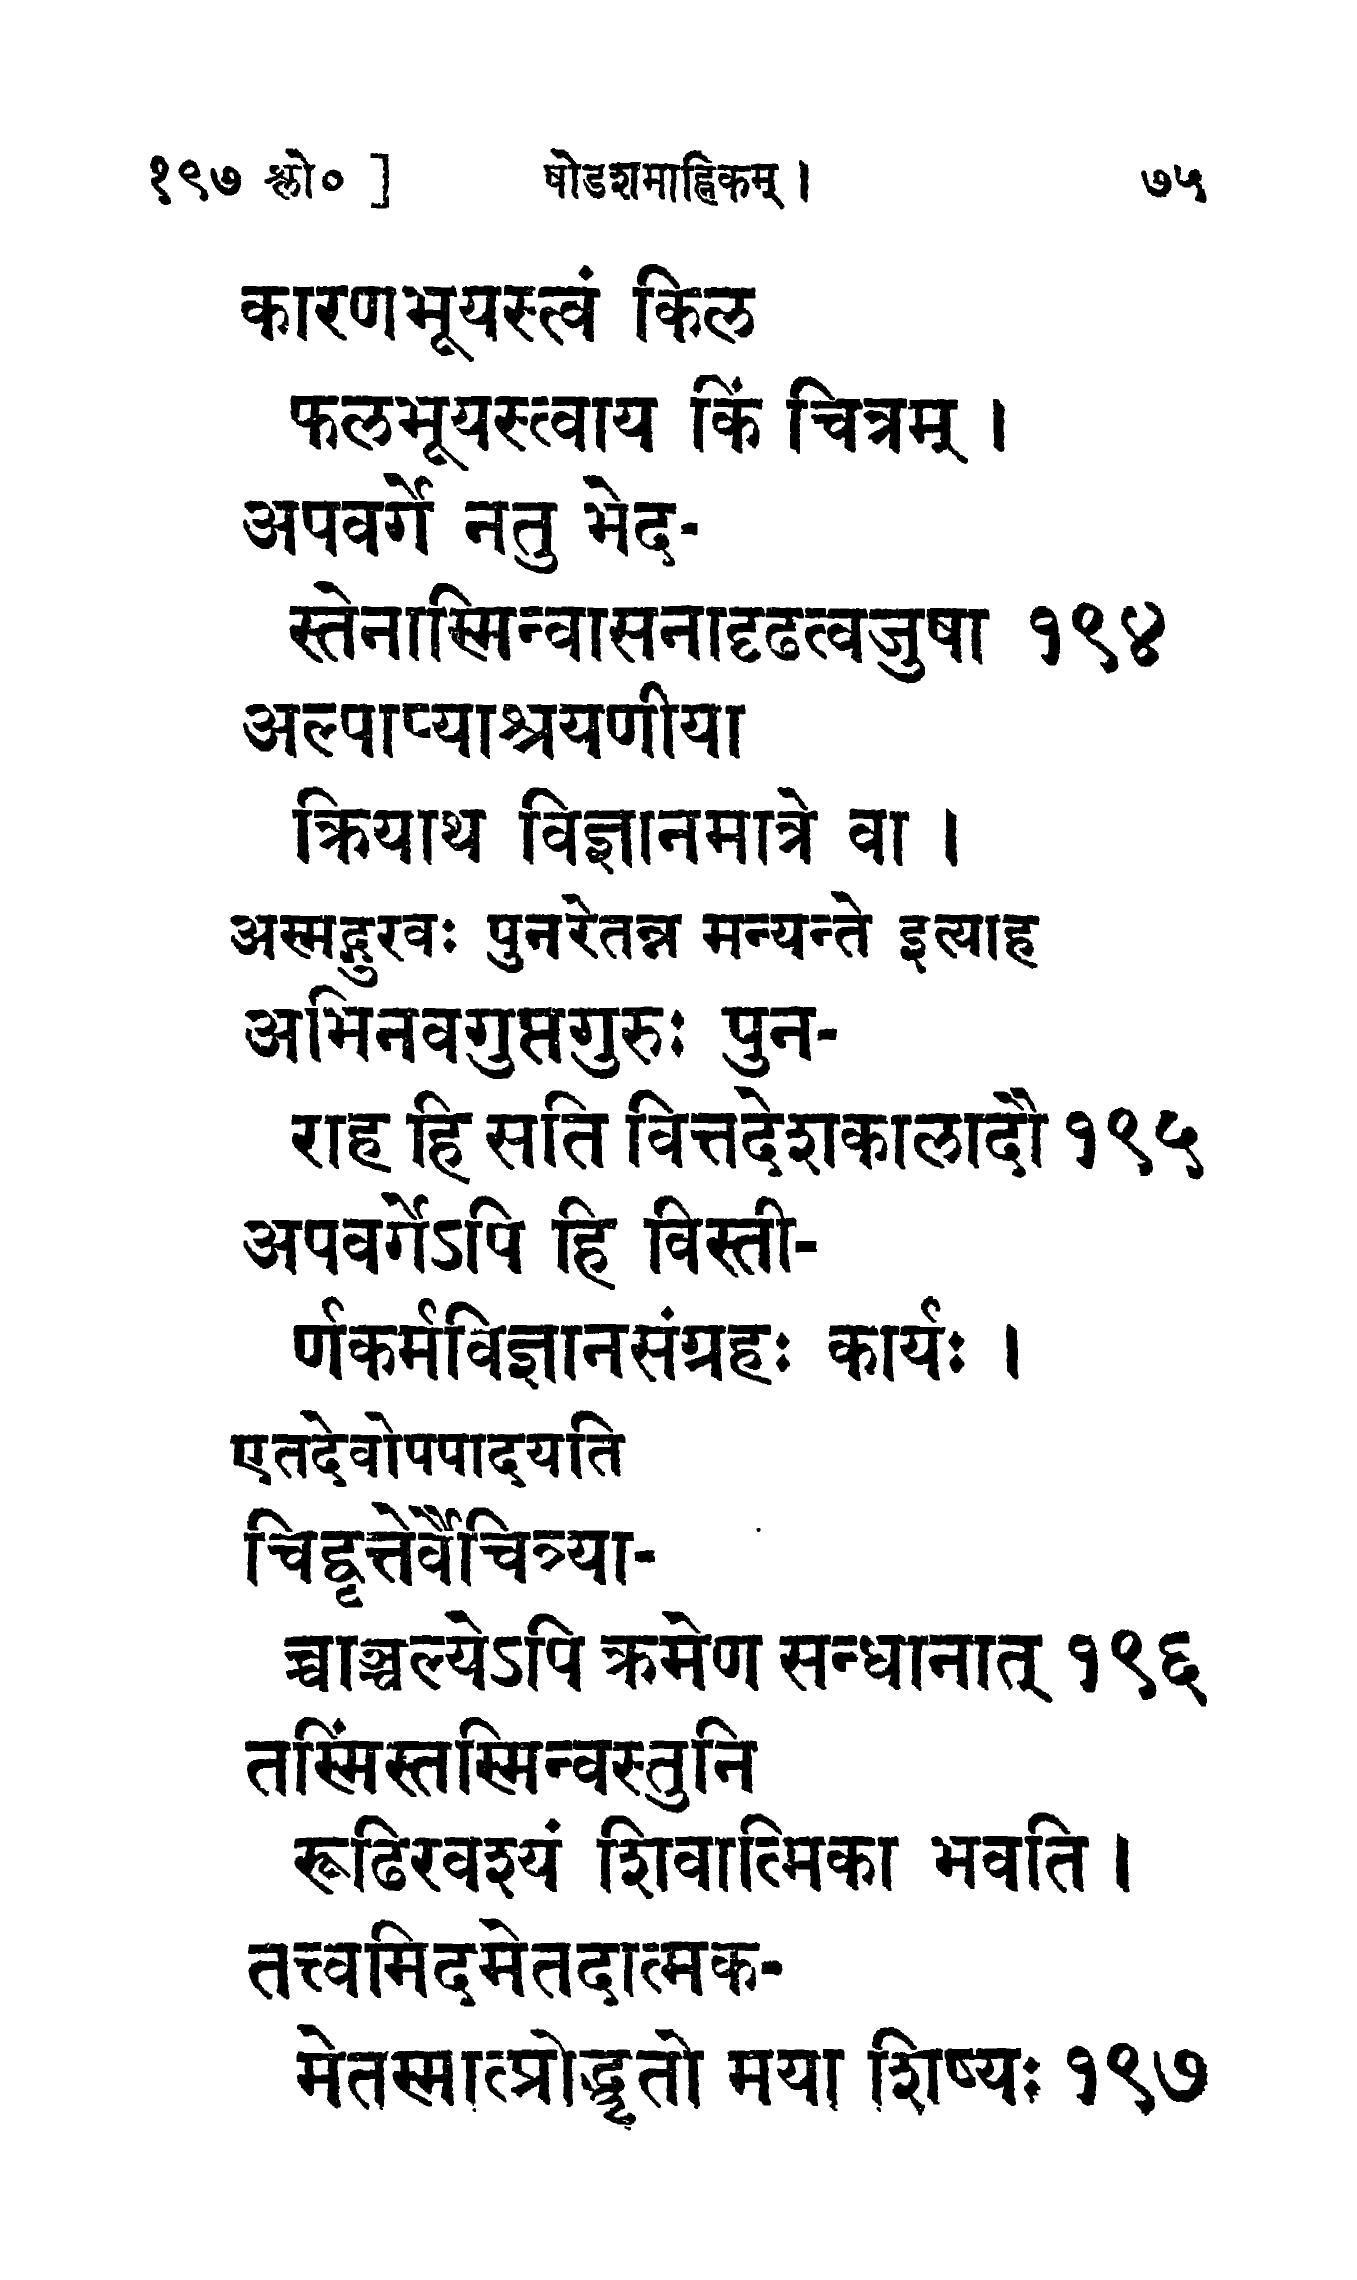 १९७ श्लो० ] षोडशमाह्निकम् । ७५
कारणभूयस्त्वं किल
फलभूयस्त्वाय किं चित्रम् ।
अपवर्गे नतु भेद-
स्तेनास्मिन्वासनादृढत्वजुषा १९४
अल्पाप्याश्रयणीया
क्रियाथ विज्ञानमात्रे वा ।
अस्मद्गुरवः पुनरेतन्न मन्यन्ते इत्याह
अभिनवगुप्तगुरुः पुन-
राह हि सति वित्तदेशकालादौ १९५
अपवर्गेऽपि हि विस्ती-
र्णकर्मविज्ञानसंग्रहः कार्यः ।
एतदेवोपपादयति
चिद्वृत्तेर्वैचित्र्या-
च्चाञ्चल्येऽपि क्रमेण सन्धानात् १९६
तस्मिंस्तस्मिन्वस्तुनि
रूढिरवश्यं शिवात्मिका भवति ।
तत्त्वमिदमेतदात्मक-
मेतस्मात्प्रोद्धृतो मया शिष्यः १९७